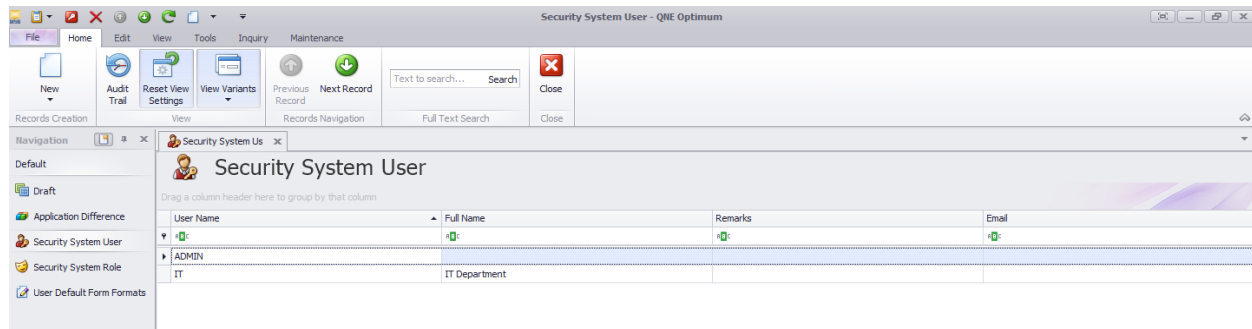 Security System User - QNE Optimum
File Home Edit View Tools Inquiry Maintenance
New
Audit Trail
Reset View Settings
View Variants
Previous Record
Next Record
Text to search... Search
Close
Records Creation View Records Navigation Full Text Search Close
Navigation
Security System Us
Default
Security System User
Draft
Drag a column header here to group by that column
Application Difference
User Name Full Name Remarks Email
Security System User
ADMIN
Security System Role
IT IT Department
User Default Form Formats